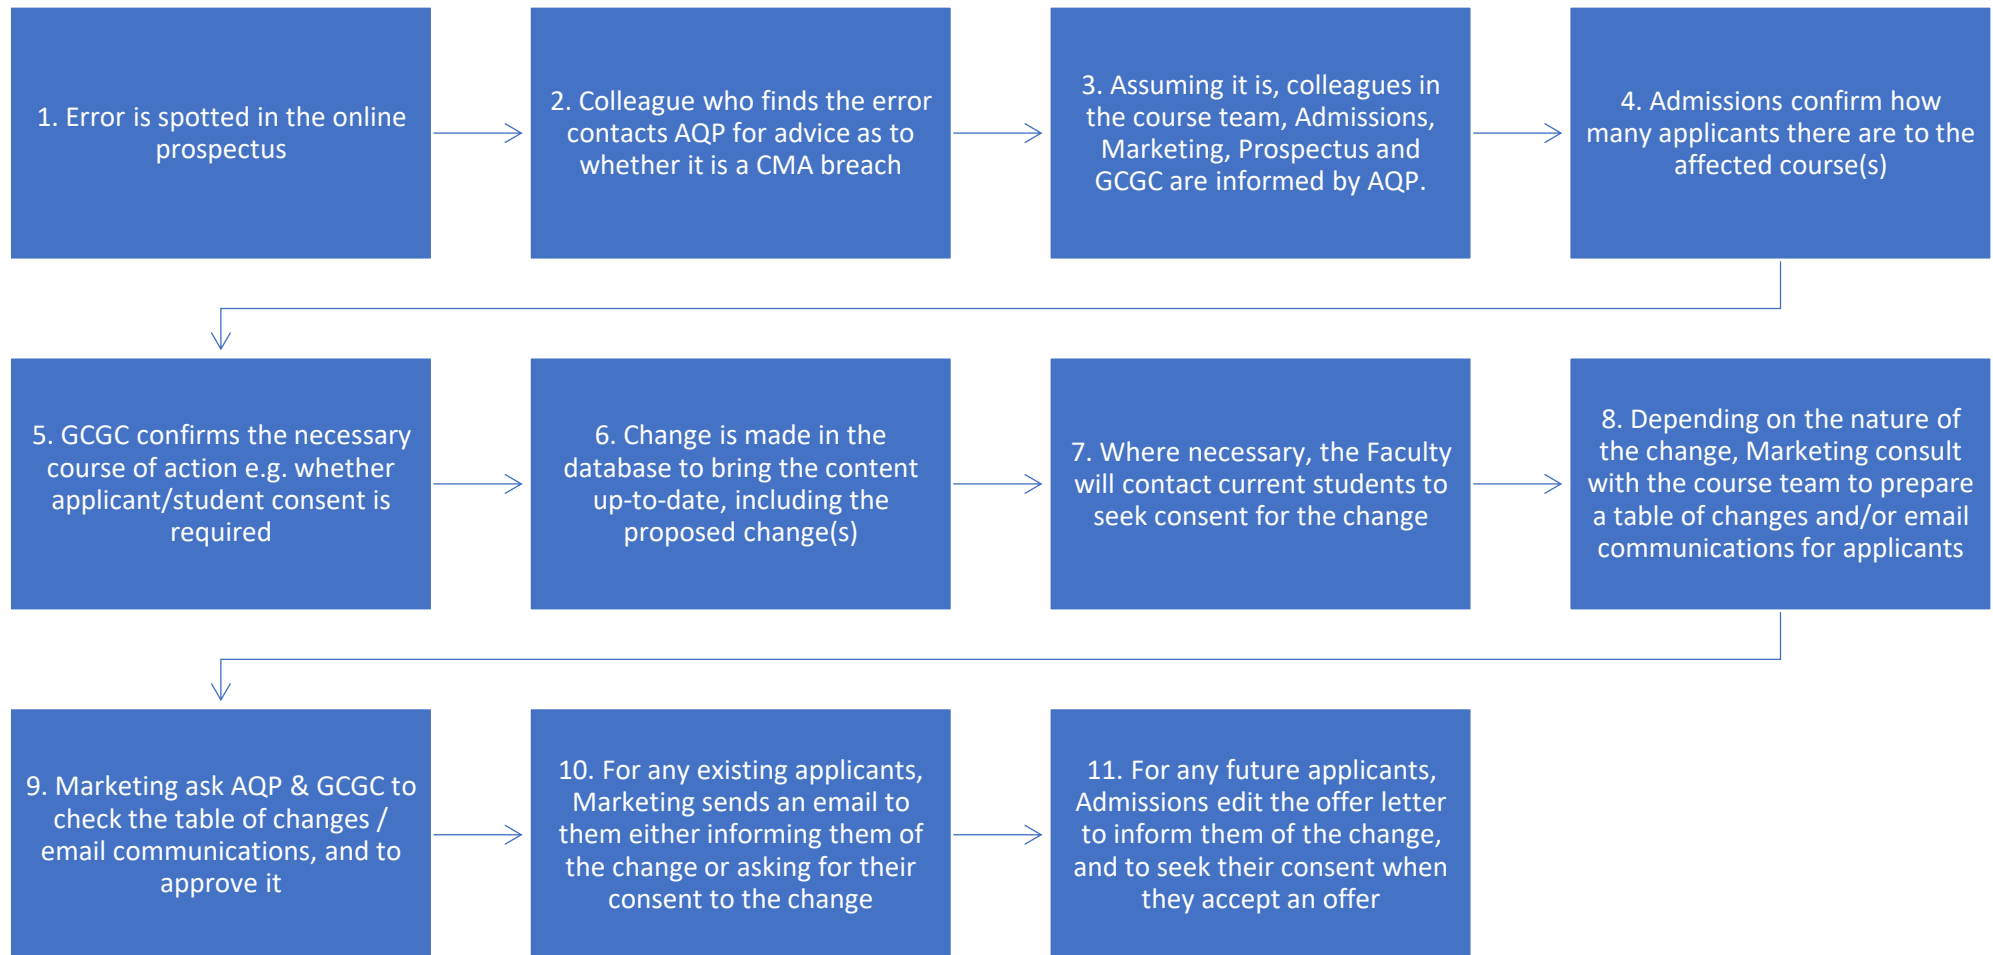 1. Error is spotted in the online
prospectus
2. Colleague who finds the error
contacts AQP for advice as to
whether it is a CMA breach
3. Assuming it is, colleagues in
the course team, Admissions,
Marketing, Prospectus and
GCGC are informed by AQP.
4. Admissions confirm how
many applicants there are to the
affected course(s)
5. GCGC confirms the necessary
course of action e.g. whether
applicant/student consent is
required
6. Change is made in the
database to bring the content
up-to-date, including the
proposed change(s)
7. Where necessary, the Faculty
will contact current students to
seek consent for the change
8. Depending on the nature of
the change, Marketing consult
with the course team to prepare
a table of changes and/or email
communications for applicants
9. Marketing ask AQP & GCGC to
check the table of changes /
email communications, and to
approve it
10. For any existing applicants,
Marketing sends an email to
them either informing them of
the change or asking for their
consent to the change
11. For any future applicants,
Admissions edit the offer letter
to inform them of the change,
and to seek their consent when
they accept an offer